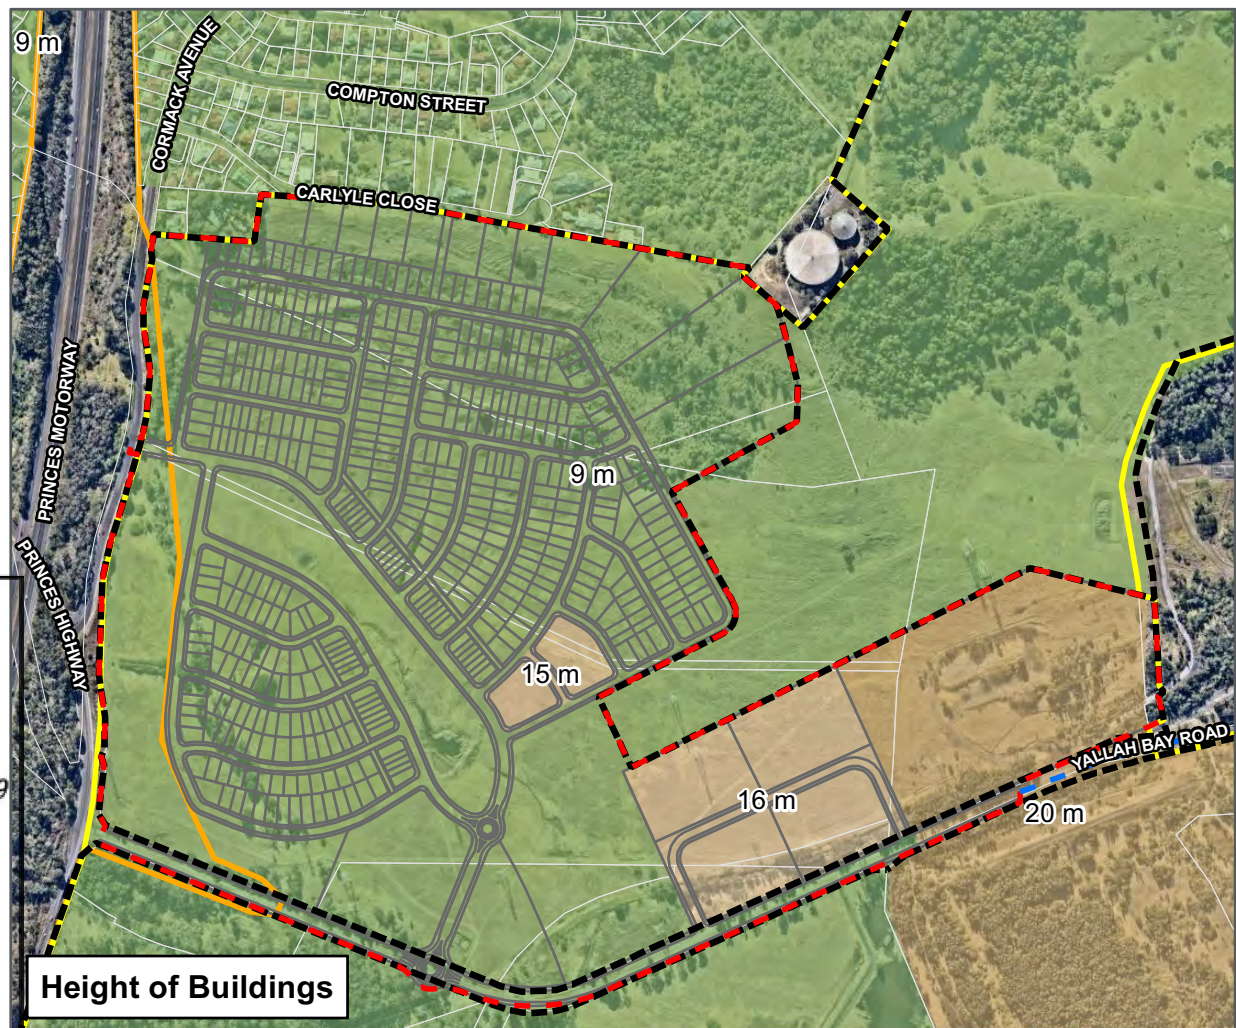 9 m
CORMACK AVENUE
COMPTON STREET
CARLYLE CLOSE
PRINCES MOTORWAY
9 m
PRINCES HIGHWAY
15 m
YALLAH BAY ROAD
16 m
20 m
Height of Buildings